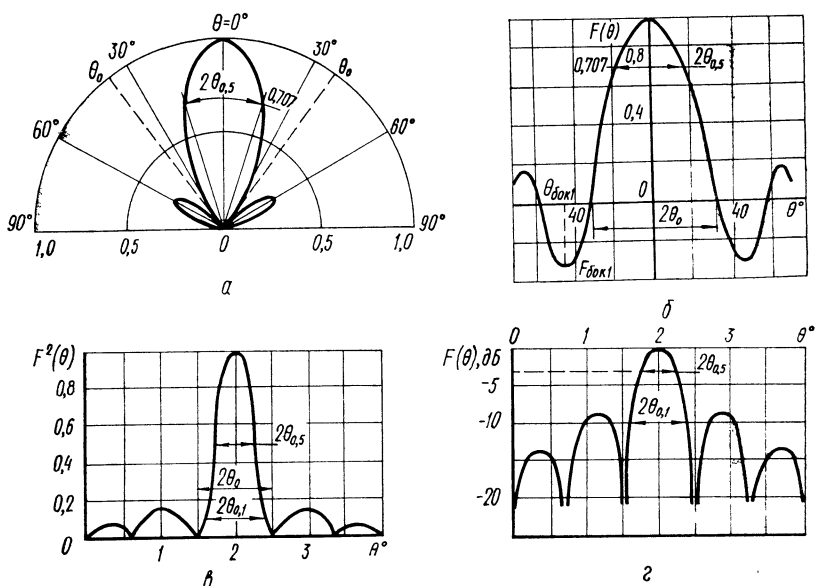 θ=0°
30° 30°
θ₀ θ₀
2θ₀,₅ 0,707
60° 60°
90° 90°
1,0 0,5 0 0,5 1,0
а
F(θ)
0,707 0,8 2θ₀,₅
0,4
θбок1 0
40 2θ₀ 40 θ°
Fбок1
б
F²(θ)
0,8
0,6
0,4 2θ₀,₅
2θ₀
0,2
2θ₀,₁
0 1 2 3 θ°
в
0 1 2 3 θ°
F(θ), дб
2θ₀,₅
-5
-10 2θ₀,₁
-20
г